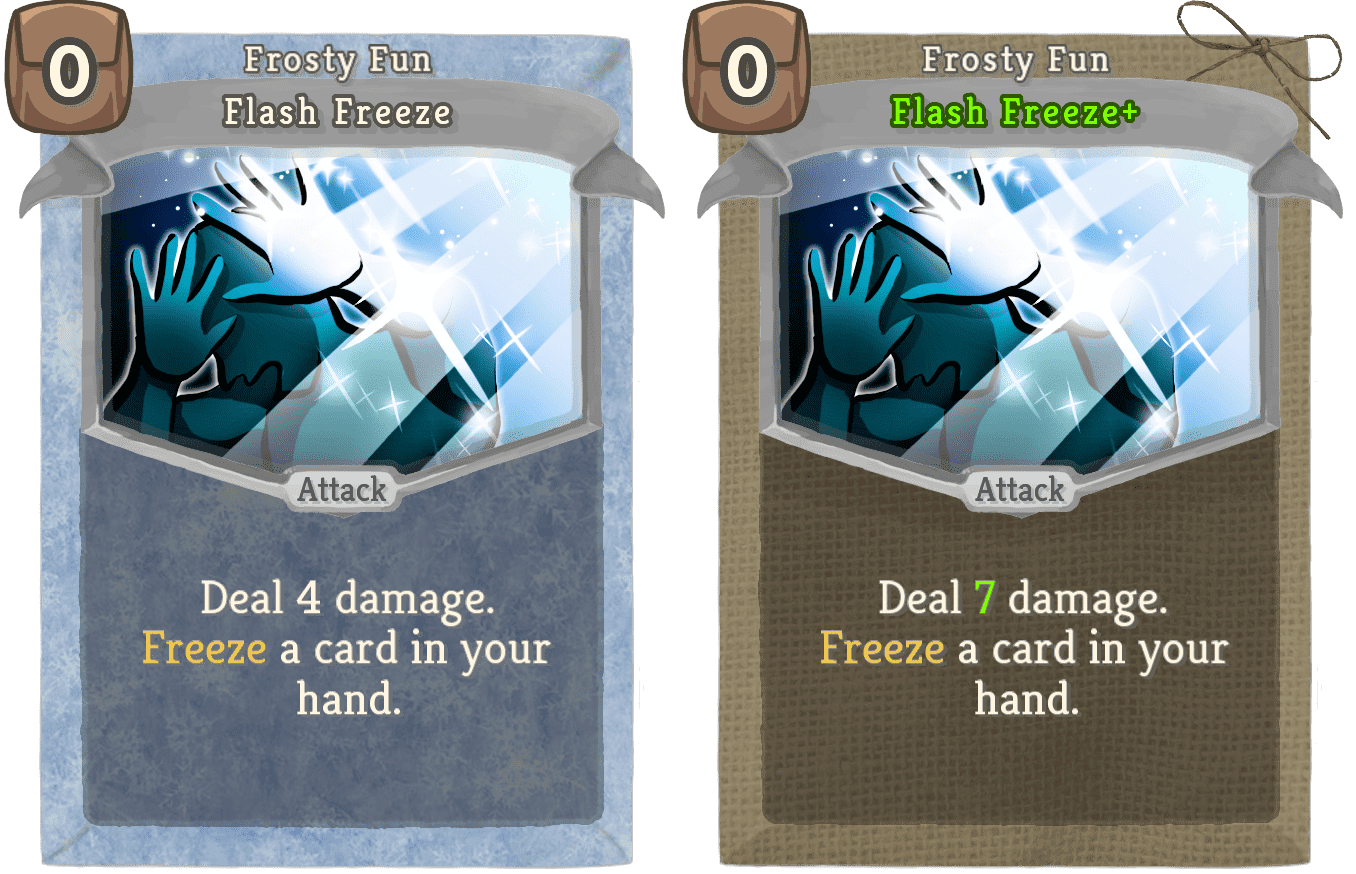 0
Frosty Fun
Flash Freeze
Attack
Deal 4 damage.
Freeze a card in your
hand.
0
Frosty Fun
Flash Freeze+
Attack
Deal 7 damage.
Freeze a card in your
hand.